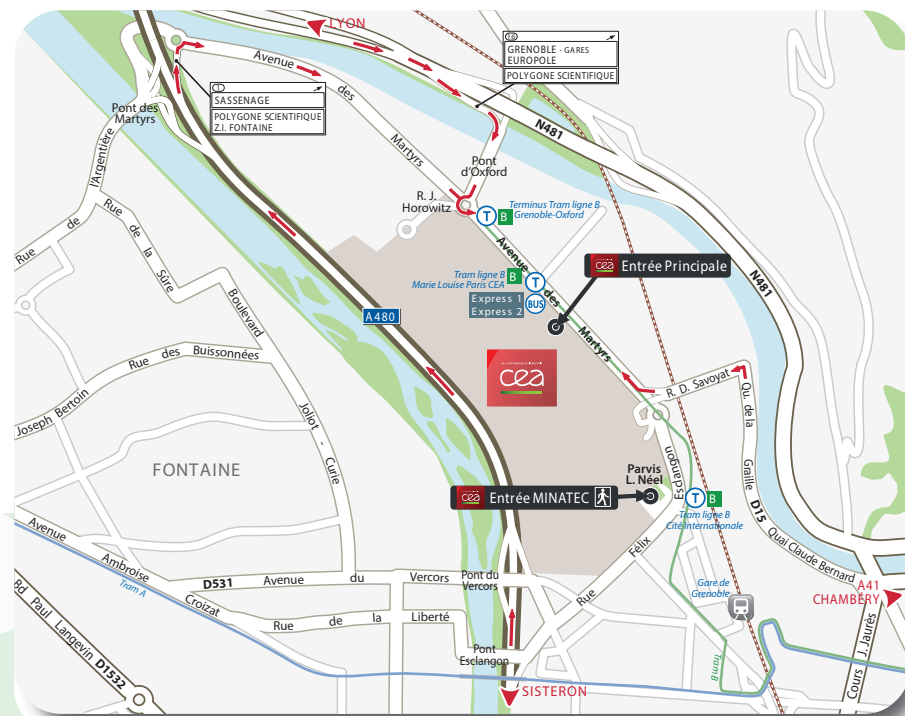 LYON
16
GRENOBLE - GARES
EUROPOLE
POLYGONE SCIENTIFIQUE
Avenue des Martyrs
SASSENAGE
POLYGONE SCIENTIFIQUE
Z.I. FONTAINE
Pont des
Martyrs
N481
Pont
d'Oxford
R. J.
Horowitz
T B
Terminus Tram ligne B
Grenoble-Oxford
Rue de l'Argentière
Rue de la Sûre
Avenue des Martyrs
cea Entrée Principale
Tram ligne B
Marie Louise Paris CEA
B T
Express 1
Express 2
BUS
N481
Boulevard Joliot - Curie
A480
Rue des Buissonnées
Joseph Bertoin
cea
R. D. Savoyat
Qu. de la Graille
FONTAINE
Parvis
L. Néel
Esclangon
cea Entrée MINATEC
T B
Tram ligne B
Cité Internationale
D15
Quai Claude Bernard
Félix
Rue
Avenue Ambroise Croizat
Tram A
D531 Avenue du Vercors
Pont du
Vercors
Gare de
Grenoble
A41
CHAMBÉRY
Rue de la Liberté
Rd Paul Langevin D1532
Pont
Esclangon
Tram B
Cours J. Jaurès
SISTERON